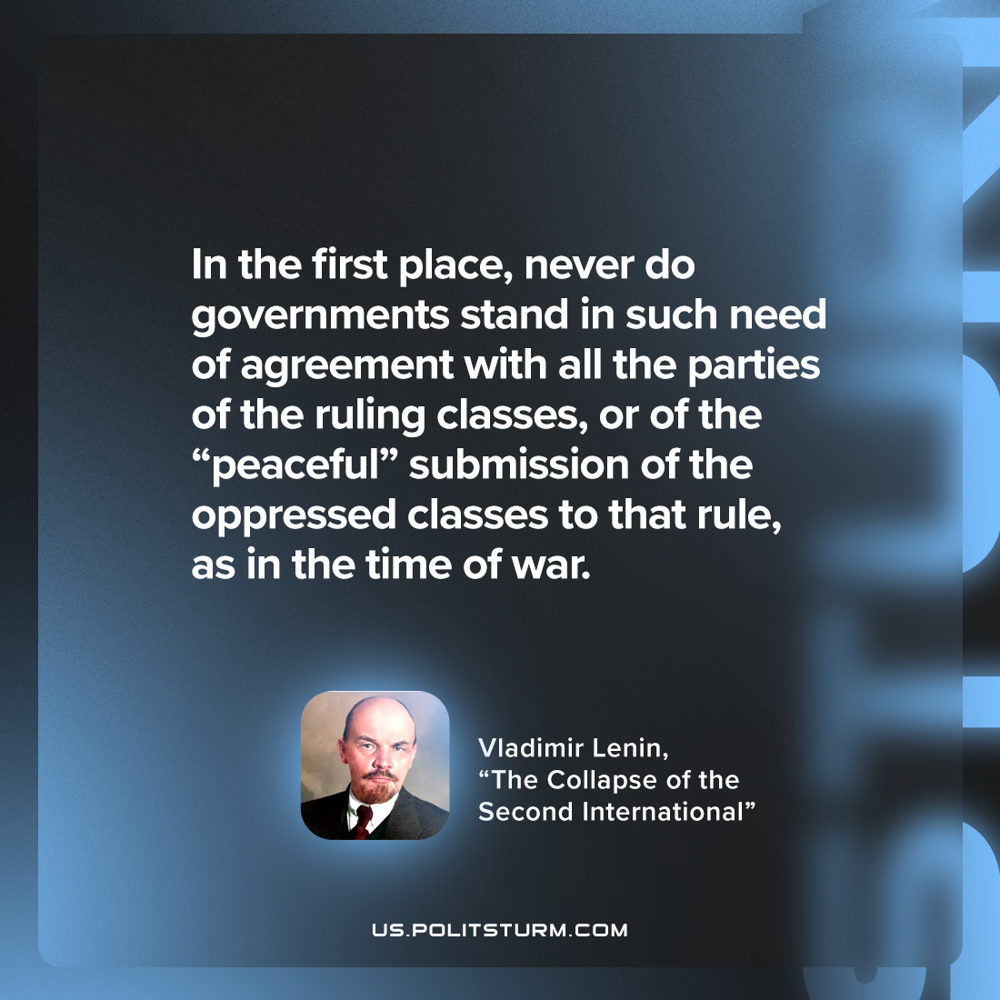 In the first place, never do
governments stand in such need
of agreement with all the parties
of the ruling classes, or of the
“peaceful” submission of the
oppressed classes to that rule,
as in the time of war.
Vladimir Lenin,
“The Collapse of the
Second International”
US.POLITSTURM.COM